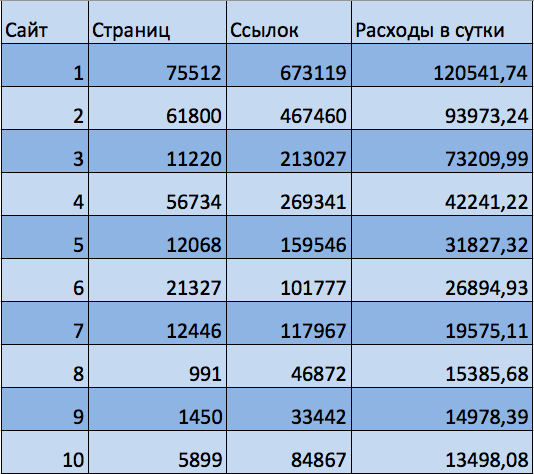 Сайт Страниц Ссылок Расходы в сутки
1 75512 673119 120541,74
2 61800 467460 93973,24
3 11220 213027 73209,99
4 56734 269341 42241,22
5 12068 159546 31827,32
6 21327 101777 26894,93
7 12446 117967 19575,11
8 991 46872 15385,68
9 1450 33442 14978,39
10 5899 84867 13498,08